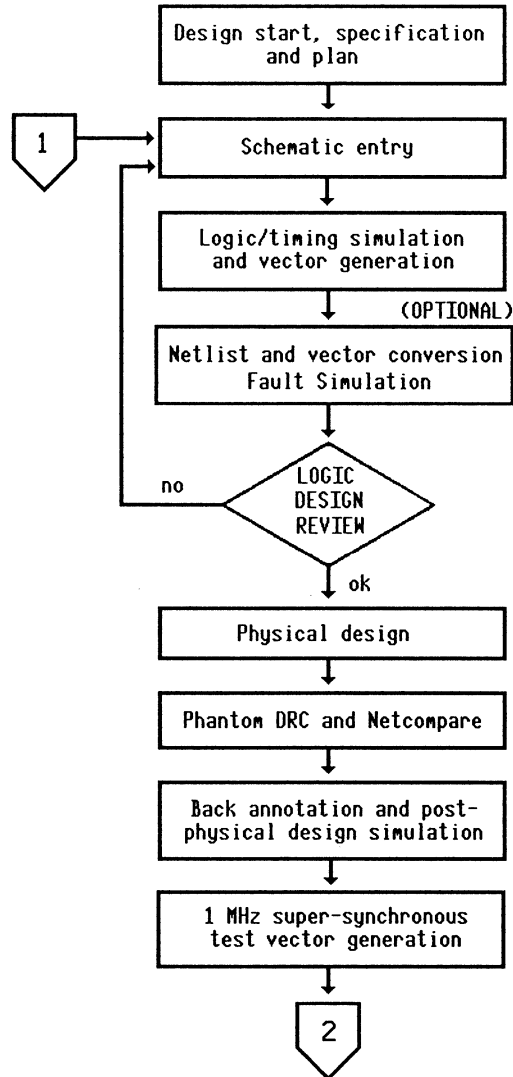 Design start, specification
and plan
1
Schematic entry
Logic/timing simulation
and vector generation
(OPTIONAL)
Netlist and vector conversion
Fault Simulation
no
LOGIC
DESIGN
REVIEW
ok
Physical design
Phantom DRC and Netcompare
Back annotation and post-
physical design simulation
1 MHz super-synchronous
test vector generation
2